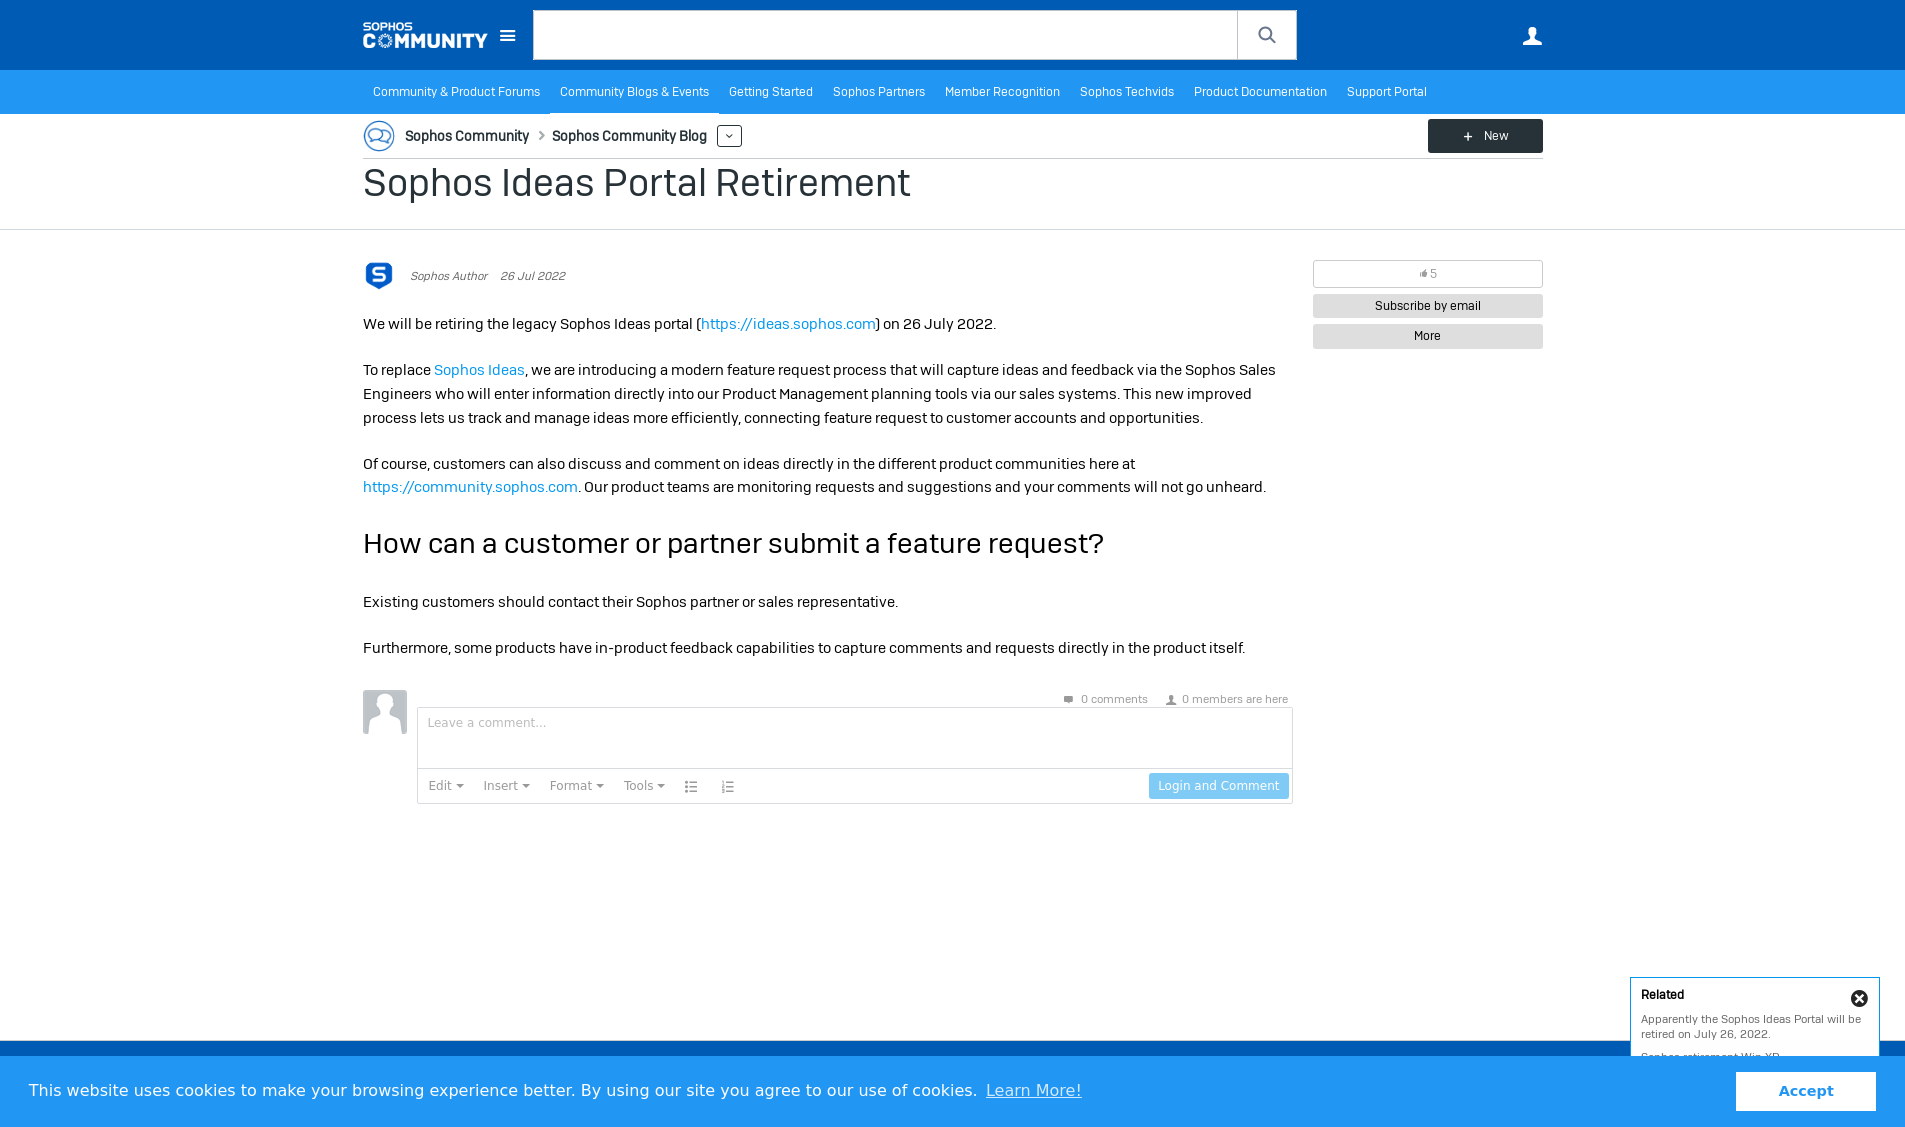 SOPHOS
COMMUNITY
Community & Product Forums
Community Blogs & Events
Getting Started
Sophos Partners
Member Recognition
Sophos Techvids
Product Documentation
Support Portal
Sophos Community
Sophos Community Blog
+ New
Sophos Ideas Portal Retirement
S
Sophos Author 26 Jul 2022
5
Subscribe by email
More
We will be retiring the legacy Sophos Ideas portal (https://ideas.sophos.com) on 26 July 2022.
To replace Sophos Ideas, we are introducing a modern feature request process that will capture ideas and feedback via the Sophos Sales
Engineers who will enter information directly into our Product Management planning tools via our sales systems. This new improved
process lets us track and manage ideas more efficiently, connecting feature request to customer accounts and opportunities.
Of course, customers can also discuss and comment on ideas directly in the different product communities here at
https://community.sophos.com. Our product teams are monitoring requests and suggestions and your comments will not go unheard.
How can a customer or partner submit a feature request?
Existing customers should contact their Sophos partner or sales representative.
Furthermore, some products have in-product feedback capabilities to capture comments and requests directly in the product itself.
0 comments 0 members are here
Leave a comment...
Edit Insert Format Tools
Login and Comment
Related
Apparently the Sophos Ideas Portal will be
retired on July 26, 2022.
Sophos retirement Win XP
This website uses cookies to make your browsing experience better. By using our site you agree to our use of cookies. Learn More!
Accept